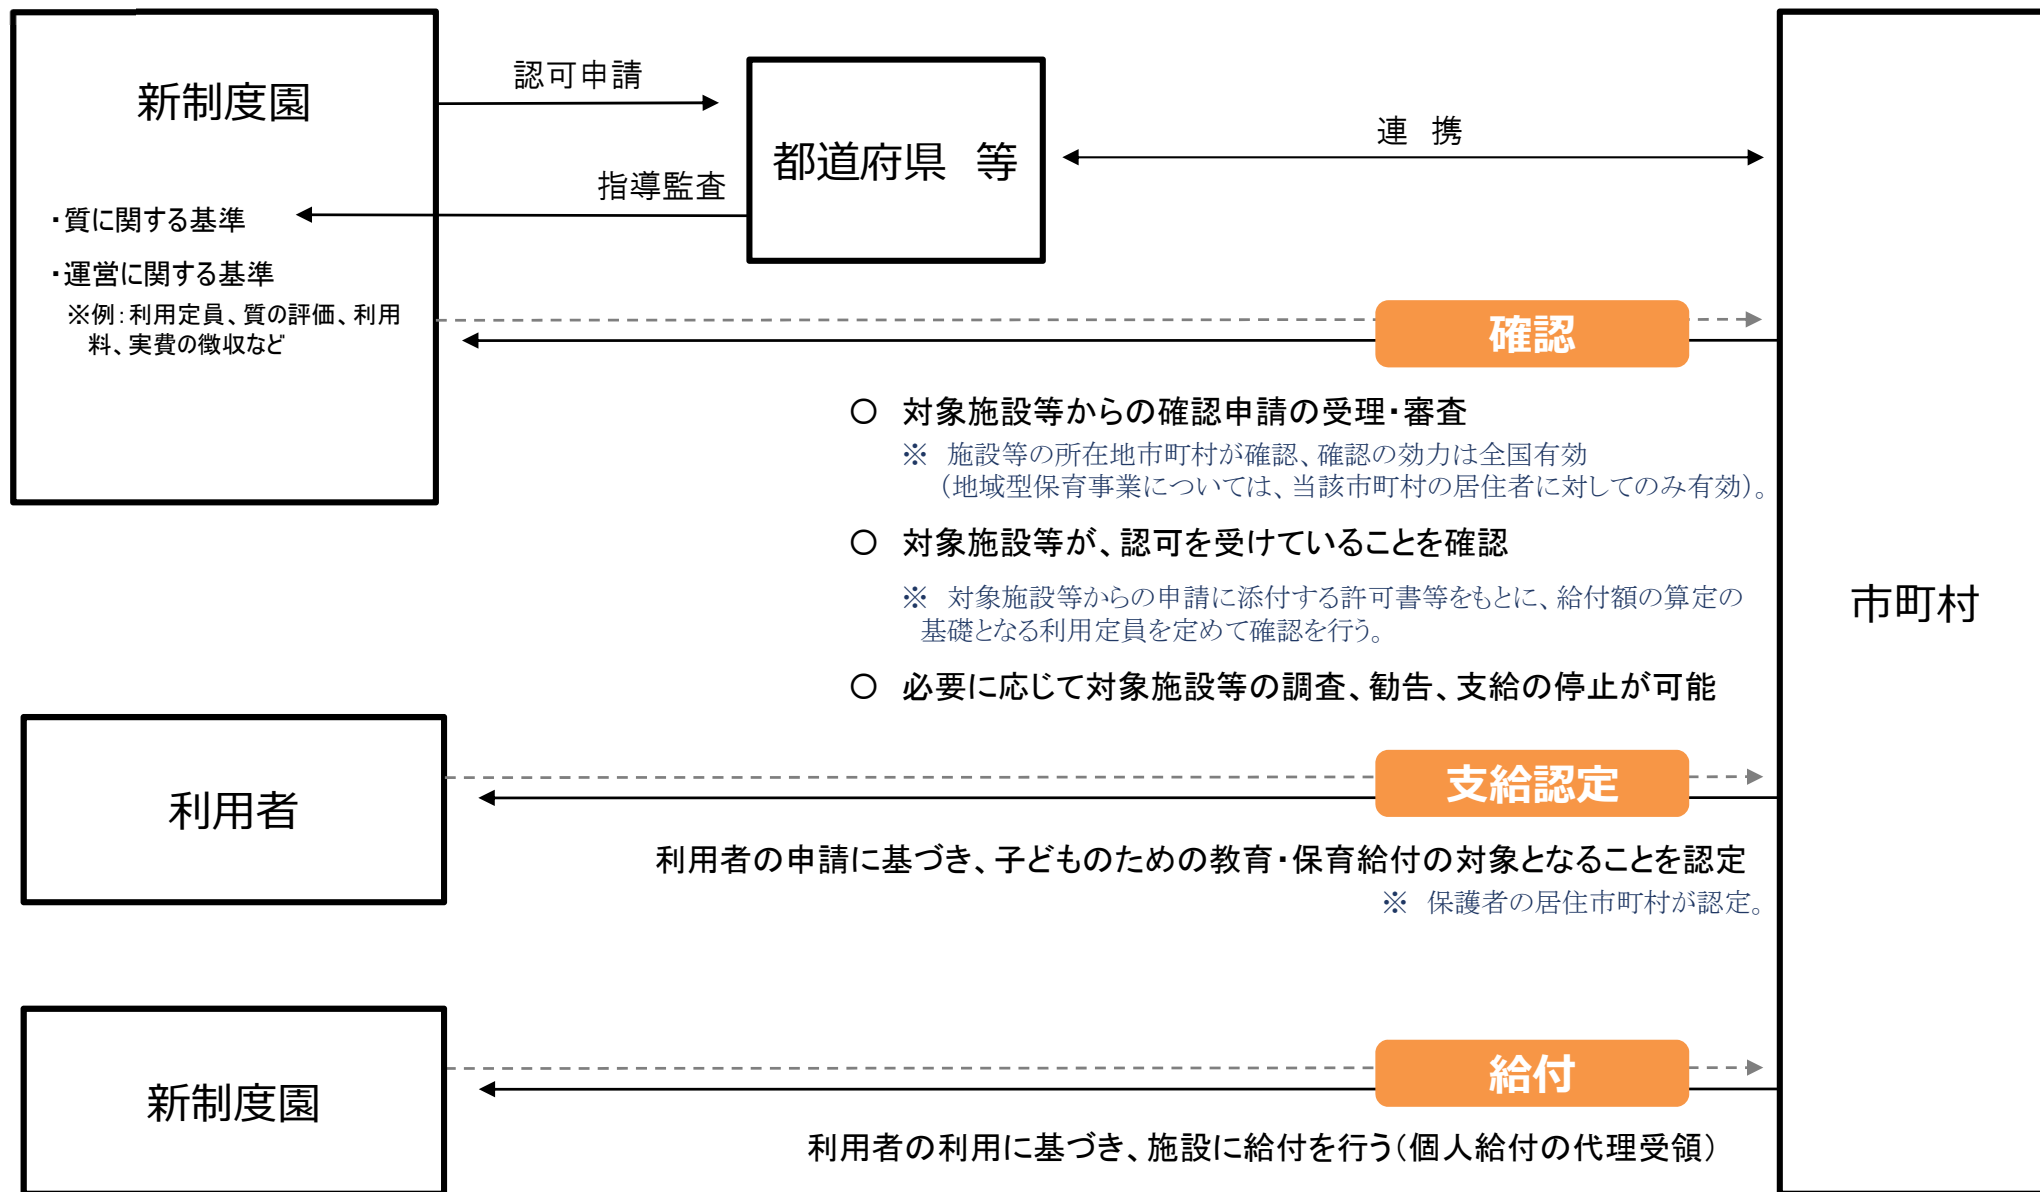 新制度園
・質に関する基準
・運営に関する基準
※例：利用定員、質の評価、利用
料、実費の徴収など
認可申請
指導監査
都道府県　等
連　携
市町村
確認
○　対象施設等からの確認申請の受理・審査
※　施設等の所在地市町村が確認、確認の効力は全国有効
（地域型保育事業については、当該市町村の居住者に対してのみ有効）。
○　対象施設等が、認可を受けていることを確認
※　対象施設等からの申請に添付する許可書等をもとに、給付額の算定の
基礎となる利用定員を定めて確認を行う。
○　必要に応じて対象施設等の調査、勧告、支給の停止が可能
利用者
支給認定
利用者の申請に基づき、子どものための教育・保育給付の対象となることを認定
※　保護者の居住市町村が認定。
新制度園
給付
利用者の利用に基づき、施設に給付を行う（個人給付の代理受領）